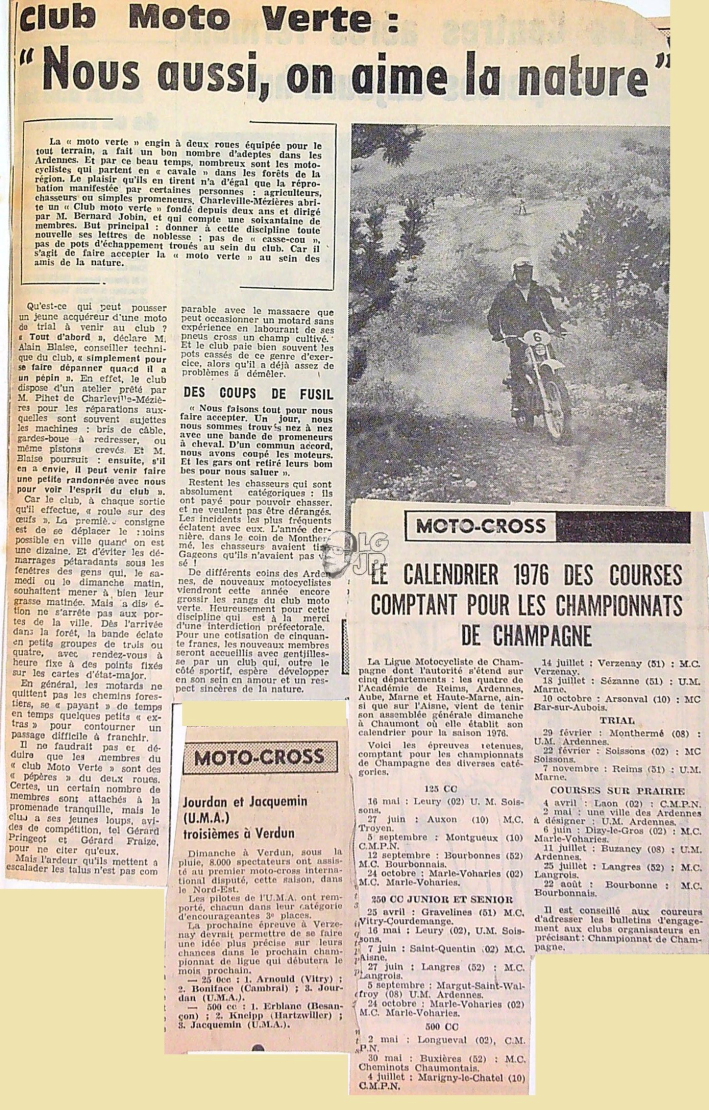 Club Moto Verte :
“ Nous aussi, on aime la nature ”
La « moto verte » engin à deux roues équipée pour le
tout terrain, a fait un bon nombre d'adeptes dans les
Ardennes. Et par ce beau temps, nombreux sont les moto-
cyclistes qui partent en « cavale » dans les forêts de la
région. Le plaisir qu'ils en tirent n'a d'égal que la répro-
bation manifestée par certaines personnes : agriculteurs,
chasseurs ou simples promeneurs. Charleville-Mézières abri-
te un « Club moto verte » fondé depuis deux ans et dirigé
par M. Bernard Jobin, et qui compte une soixantaine de
membres. But principal : donner à cette discipline toute
nouvelle ses lettres de noblesse ; pas de « casse-cou »,
pas de pots d'échappement troués au sein du club. Car il
s'agit de faire accepter la « moto verte » au sein des
amis de la nature.
Qu'est-ce qui peut pousser
un jeune acquéreur d'une moto
de trial à venir au club ?
« Tout d'abord », déclare M.
Alain Blaise, conseiller techni-
que du club, « simplement pour
se faire dépanner quand il a
un pépin ». En effet, le club
dispose d'un atelier prêté par
M. Pihet de Charleville-Méziè-
res pour les réparations aux-
quelles sont souvent sujettes
les machines : bris de câble,
gardes-boue à redresser, ou
même pistons crevés. Et M.
Blaise poursuit : ensuite, s'il
en a envie, il peut venir faire
une petite randonnée avec nous
pour voir l'esprit du club ».
Car le club, à chaque sortie
qu'il effectue, « roule sur des
œufs ». La première consigne
est de se déplacer le moins
possible en ville quand on est
une dizaine. Et d'éviter les dé-
marrages pétaradants sous les
fenêtres des gens qui, le sa-
medi ou le dimanche matin,
souhaitent mener à bien leur
grasse matinée. Mais la discré-
tion ne s'arrête pas aux por-
tes de la ville. Dès l'arrivée
dans la forêt, la bande éclate
en petits groupes de trois ou
quatre, avec rendez-vous à
heure fixe à des points fixés
sur les cartes d'état-major.
En général, les motards ne
quittent pas les chemins fores-
tiers, se « payant » de temps
en temps quelques petits « ex-
tras » pour contourner un
passage difficile à franchir.
Il ne faudrait pas en dé-
duire que les membres du
« club Moto Verte » sont des
« pépères » du deux roues.
Certes, un certain nombre de
membres sont attachés à la
promenade tranquille, mais le
club a ses jeunes loups, avi-
des de compétition, tel Gérard
Pringeot et Gérard Fraize,
pour ne citer qu'eux.
Mais l'ardeur qu'ils mettent à
escalader les talus n'est pas com
parable avec le massacre que
peut occasionner un motard sans
expérience en labourant de ses
pneus cross un champ cultivé.
Et le club paie bien souvent les
pots cassés de ce genre d'exer-
cice, alors qu'il a déjà assez de
problèmes à démêler.
DES COUPS DE FUSIL
« Nous faisons tout pour nous
faire accepter. Un jour, nous
nous sommes trouvés nez à nez
avec une bande de promeneurs
à cheval. D'un commun accord,
nous avons coupé les moteurs.
Et les gars ont retiré leurs bom
bes pour nous saluer ».
Restent les chasseurs qui sont
absolument catégoriques : ils
ont payé pour pouvoir chasser,
et ne veulent pas être dérangés.
Les incidents les plus fréquents
éclatent avec eux. L'année der-
nière, dans le coin de Monther
mé, les chasseurs avaient ti
Gageons qu'ils n'avaient pas v
sé !
De différents coins des Arde
nes, de nouveaux motocyclistes
viendront cette année encore
grossir les rangs du club moto
verte. Heureusement pour cette
discipline qui est à la merci
d'une interdiction préfectorale.
Pour une cotisation de cinquan-
te francs, les nouveaux membres
seront accueillis avec gentilles-
se par un club qui, outre le
côté sportif, espère développer
en son sein en amour et un res-
pect sincères de la nature.
6
LG
JP
MOTO-CROSS
Jourdan et Jacquemin
(U.M.A.)
troisièmes à Verdun
Dimanche à Verdun, sous la
pluie, 8.000 spectateurs ont assis-
té au premier moto-cross interna-
tional disputé, cette saison, dans
le Nord-Est.
Les pilotes de l'U.M.A. ont rem-
porté, chacun dans leur catégorie
d'encourageantes 3e places.
La prochaine épreuve à Verze-
nay devrait permettre de se faire
une idée plus précise sur leurs
chances dans le prochain cham-
pionnat de ligue qui débutera le
mois prochain.
— 25 0cc : 1. Arnould (Vitry) ;
2. Boniface (Cambrai) ; 3. Jour-
dan (U.M.A.).
— 500 cc : 1. Erblanc (Besan-
çon) ; 2. Kneipp (Hartzwiller) ;
3. Jacquemin (U.M.A.).
MOTO-CROSS
LE CALENDRIER 1976 DES COURSES
COMPTANT POUR LES CHAMPIONNATS
DE CHAMPAGNE
La Ligue Motocycliste de Cham-
pagne dont l'autorité s'étend sur
cinq départements : les quatre de
l'Académie de Reims, Ardennes,
Aube, Marne et Haute-Marne, ain-
si que sur l'Aisne, vient de tenir
son assemblée générale dimanche
à Chaumont où elle établit son
calendrier pour la saison 1976.
Voici les épreuves retenues,
comptant pour les championnats
de Champagne des diverses caté-
gories.
125 CC
16 mai : Leury (02) U. M. Sois-
sons.
27 juin : Auxon (10) M.C.
Troyen.
5 septembre : Montgueux (10)
C.M.P.N.
12 septembre : Bourbonnes (52)
M.C. Bourbonnais.
24 octobre : Marle-Voharies (02)
M.C. Marle-Voharies.
250 CC JUNIOR ET SENIOR
25 avril : Gravelines (51) M.C.
Vitry-Courdemange.
16 mai : Leury (02), U.M. Sois-
sons.
7 juin : Saint-Quentin (02) M.C.
Aisne.
27 juin : Langres (52) : M.C.
Langrois.
5 septembre : Margut-Saint-Wal-
froy (08) U.M. Ardennes.
24 octobre : Marle-Voharies (02)
M.C. Marle-Voharies.
500 CC
2 mai : Longueval (02), C.M.
P.N.
30 mai : Buxières (52) : M.C.
Cheminots Chaumontais.
4 juillet : Marigny-le-Chatel (10)
C.M.P.N.
14 juillet : Verzenay (51) : M.C.
Verzenay.
18 juillet : Sézanne (51) : U.M.
Marne.
10 octobre : Arsonval (10) : MC
Bar-sur-Aubois.
TRIAL
29 février : Monthermé (08) :
U.M. Ardennes.
22 février : Soissons (02) : MC
Soissons.
7 novembre : Reims (51) : U.M.
Marne.
COURSES SUR PRAIRIE
4 avril : Laon (02) : C.M.P.N.
2 mai : une ville des Ardennes
à désigner : U.M. Ardennes.
6 juin : Dizy-le-Gros (02) : M.C.
Marle-Voharies.
11 juillet : Buzancy (08) : U.M.
Ardennes.
25 juillet : Langres (52) : M.C.
Langrois.
22 août : Bourbonne : M.C.
Bourbonnais.
Il est conseillé aux coureurs
d'adresser les bulletins d'engage-
ment aux clubs organisateurs en
précisant : Championnat de Cham-
pagne.